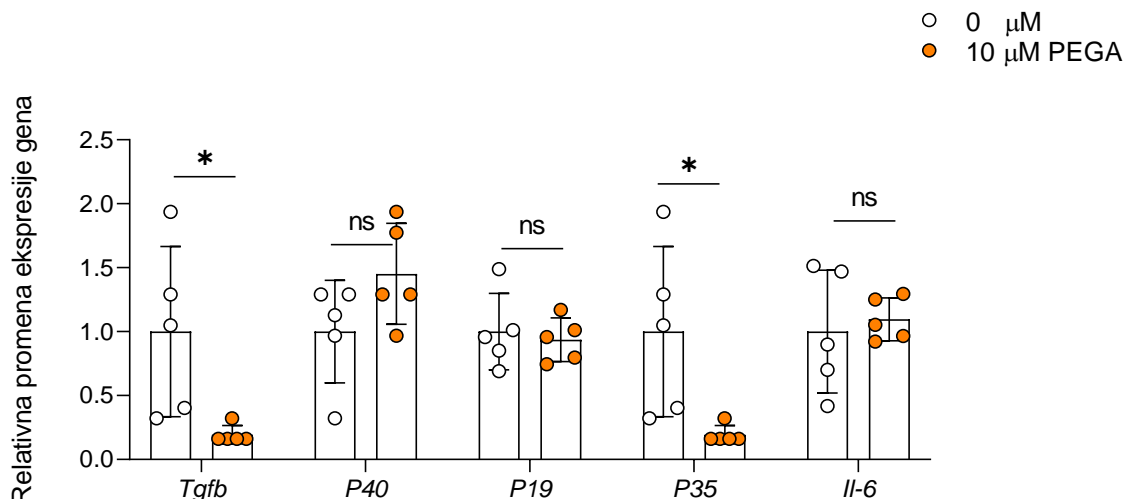 0 μM
10 μM PEGA
Relativna promena ekspresije gena
2.5
2.0
1.5
1.0
0.5
0.0
*
ns
ns
*
ns
Tgfb P40 P19 P35 Il-6